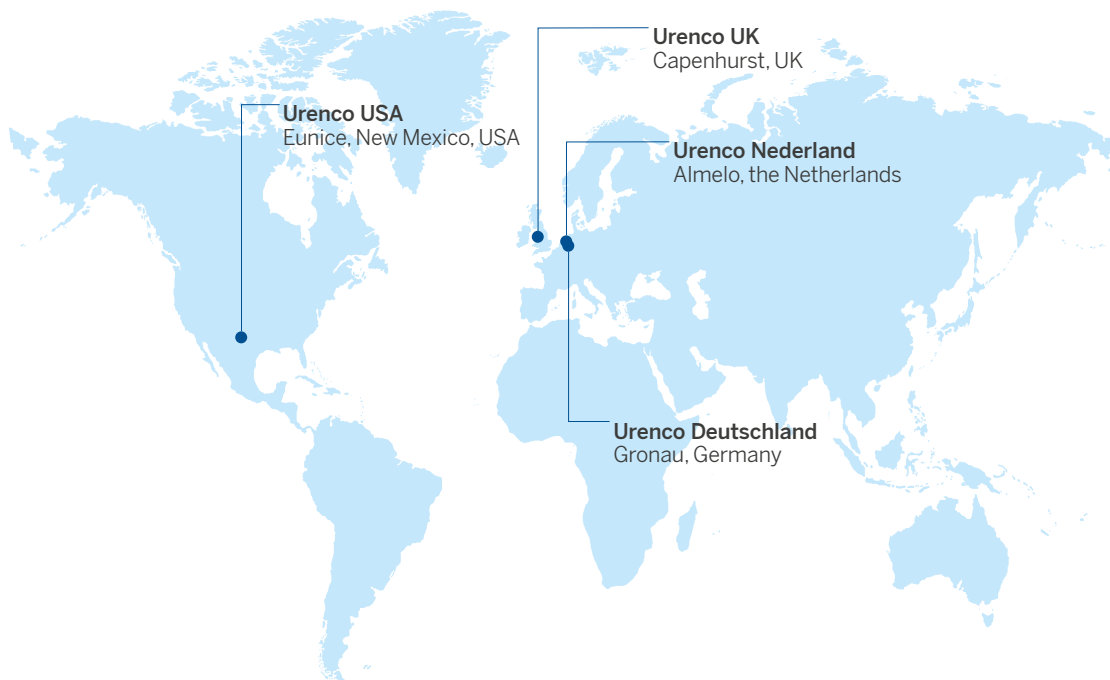 Urenco UK
Capenhurst, UK
Urenco USA
Eunice, New Mexico, USA
Urenco Nederland
Almelo, the Netherlands
Urenco Deutschland
Gronau, Germany